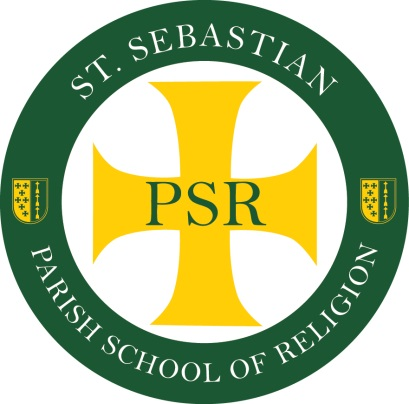 ST. SEBASTIAN
PSR
PARISH SCHOOL OF RELIGION